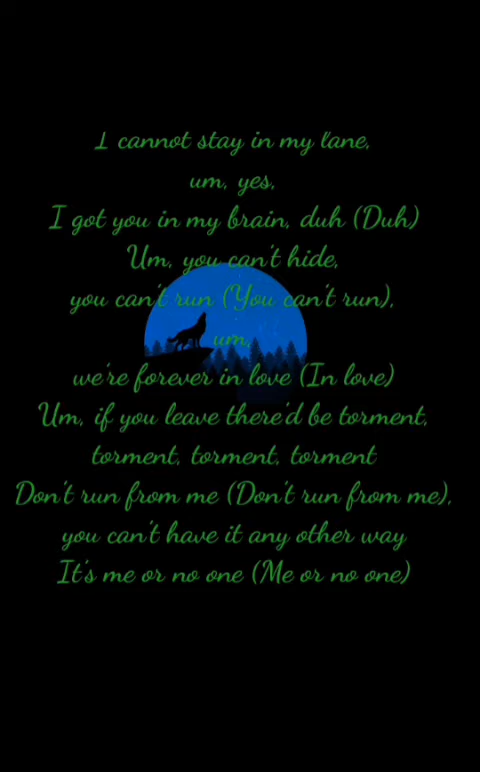 I cannot stay in my lane,
um, yes,
I got you in my brain, duh (Duh)
Um, you can't hide,
you can't run (You can't run),
um,
we're forever in love (In love)
Um, if you leave there'd be torment,
torment, torment, torment
Don't run from me (Don't run from me),
you can't have it any other way
It's me or no one (Me or no one)